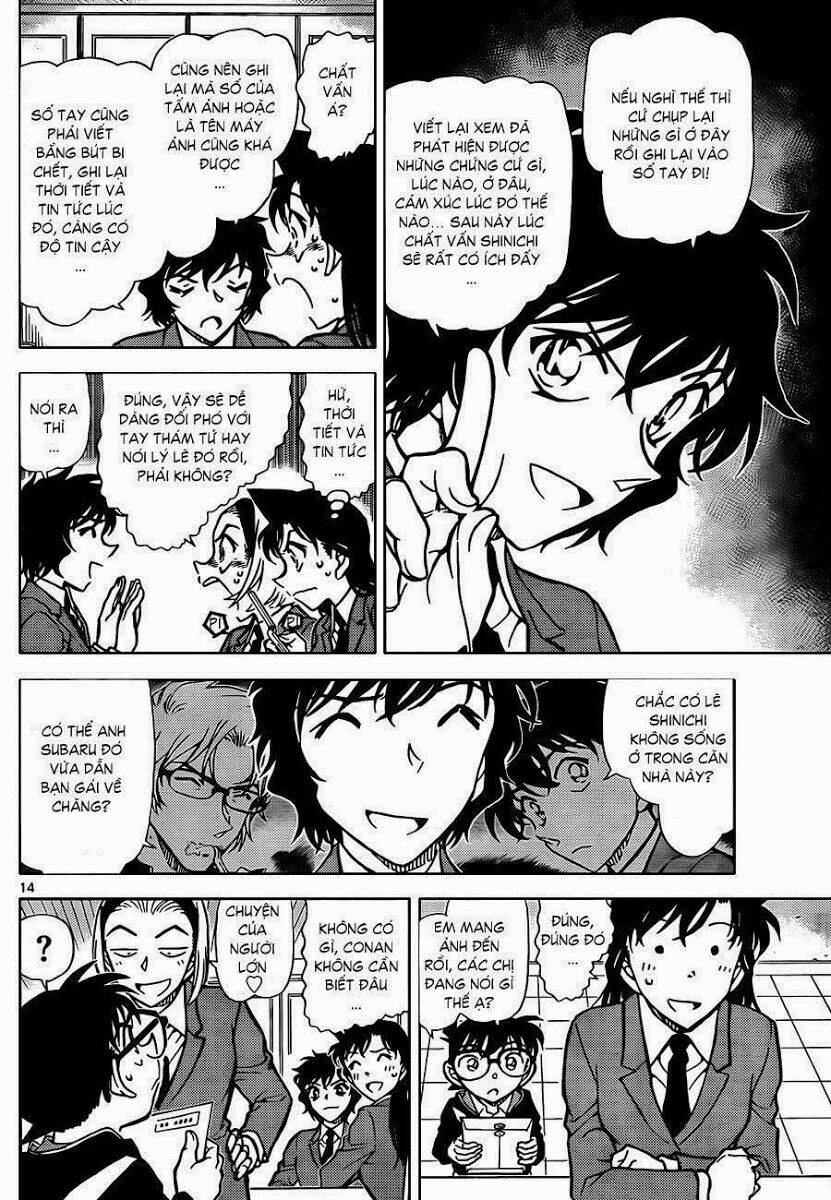 NẾU NGHĨ THẾ THÌ
CỨ CHỤP LẠI
NHỮNG GÌ Ở ĐÂY
RỒI GHI LẠI VÀO
SỔ TAY ĐI!
VIẾT LẠI XEM ĐÃ
PHÁT HIỆN ĐƯỢC
NHỮNG CHỨNG CỨ GÌ,
LÚC NÀO, Ở ĐÂU,
CẢM XÚC LÚC ĐÓ THẾ
NÀO... SAU NÀY LÚC
CHẤT VẤN SHINICHI
SẼ RẤT CÓ ÍCH ĐẤY
...
CHẤT
VẤN
Á?
CŨNG NÊN GHI
LẠI MÃ SỐ CỦA
TẤM ẢNH HOẶC
LÀ TÊN MÁY
ẢNH CŨNG KHÁ
ĐƯỢC
...
SỔ TAY CŨNG
PHẢI VIẾT
BẰNG BÚT BI
CHẾT, GHI LẠI
THỜI TIẾT VÀ
TIN TỨC LÚC
ĐÓ, CÀNG CÓ
ĐỘ TIN CẬY
...
HỬ,
THỜI
TIẾT VÀ
TIN TỨC
...
ĐÚNG, VẬY SẼ DỄ
DÀNG ĐỐI PHÓ VỚI
TAY THÁM TỬ HAY
NÓI LÝ LẼ ĐÓ RỒI,
PHẢI KHÔNG?
NÓI RA
THÌ
...
CHẮC CÓ LẼ
SHINICHI
KHÔNG SỐNG
Ở TRONG CĂN
NHÀ NÀY?
CÓ THỂ ANH
SUBARU ĐÓ
VỪA DẪN
BẠN GÁI VỀ
CHĂNG?
14
ĐÚNG,
ĐÚNG ĐÓ
...
EM MANG
ẢNH ĐẾN
RỒI, CÁC CHỊ
ĐANG NÓI GÌ
THẾ Ạ?
KHÔNG CÓ
GÌ, CONAN
KHÔNG CẦN
BIẾT ĐÂU
...
CHUYỆN
CỦA
NGƯỜI
LỚN
♡
?